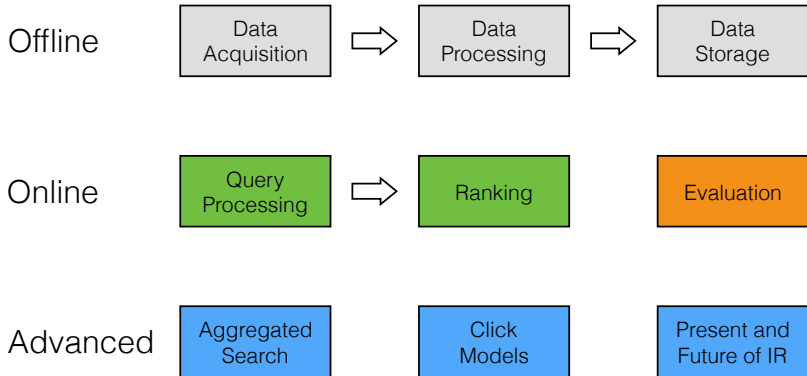 Offline
Data
Acquisition
Data
Processing
Data
Storage
Online
Query
Processing
Ranking
Evaluation
Advanced
Aggregated
Search
Click
Models
Present and
Future of IR